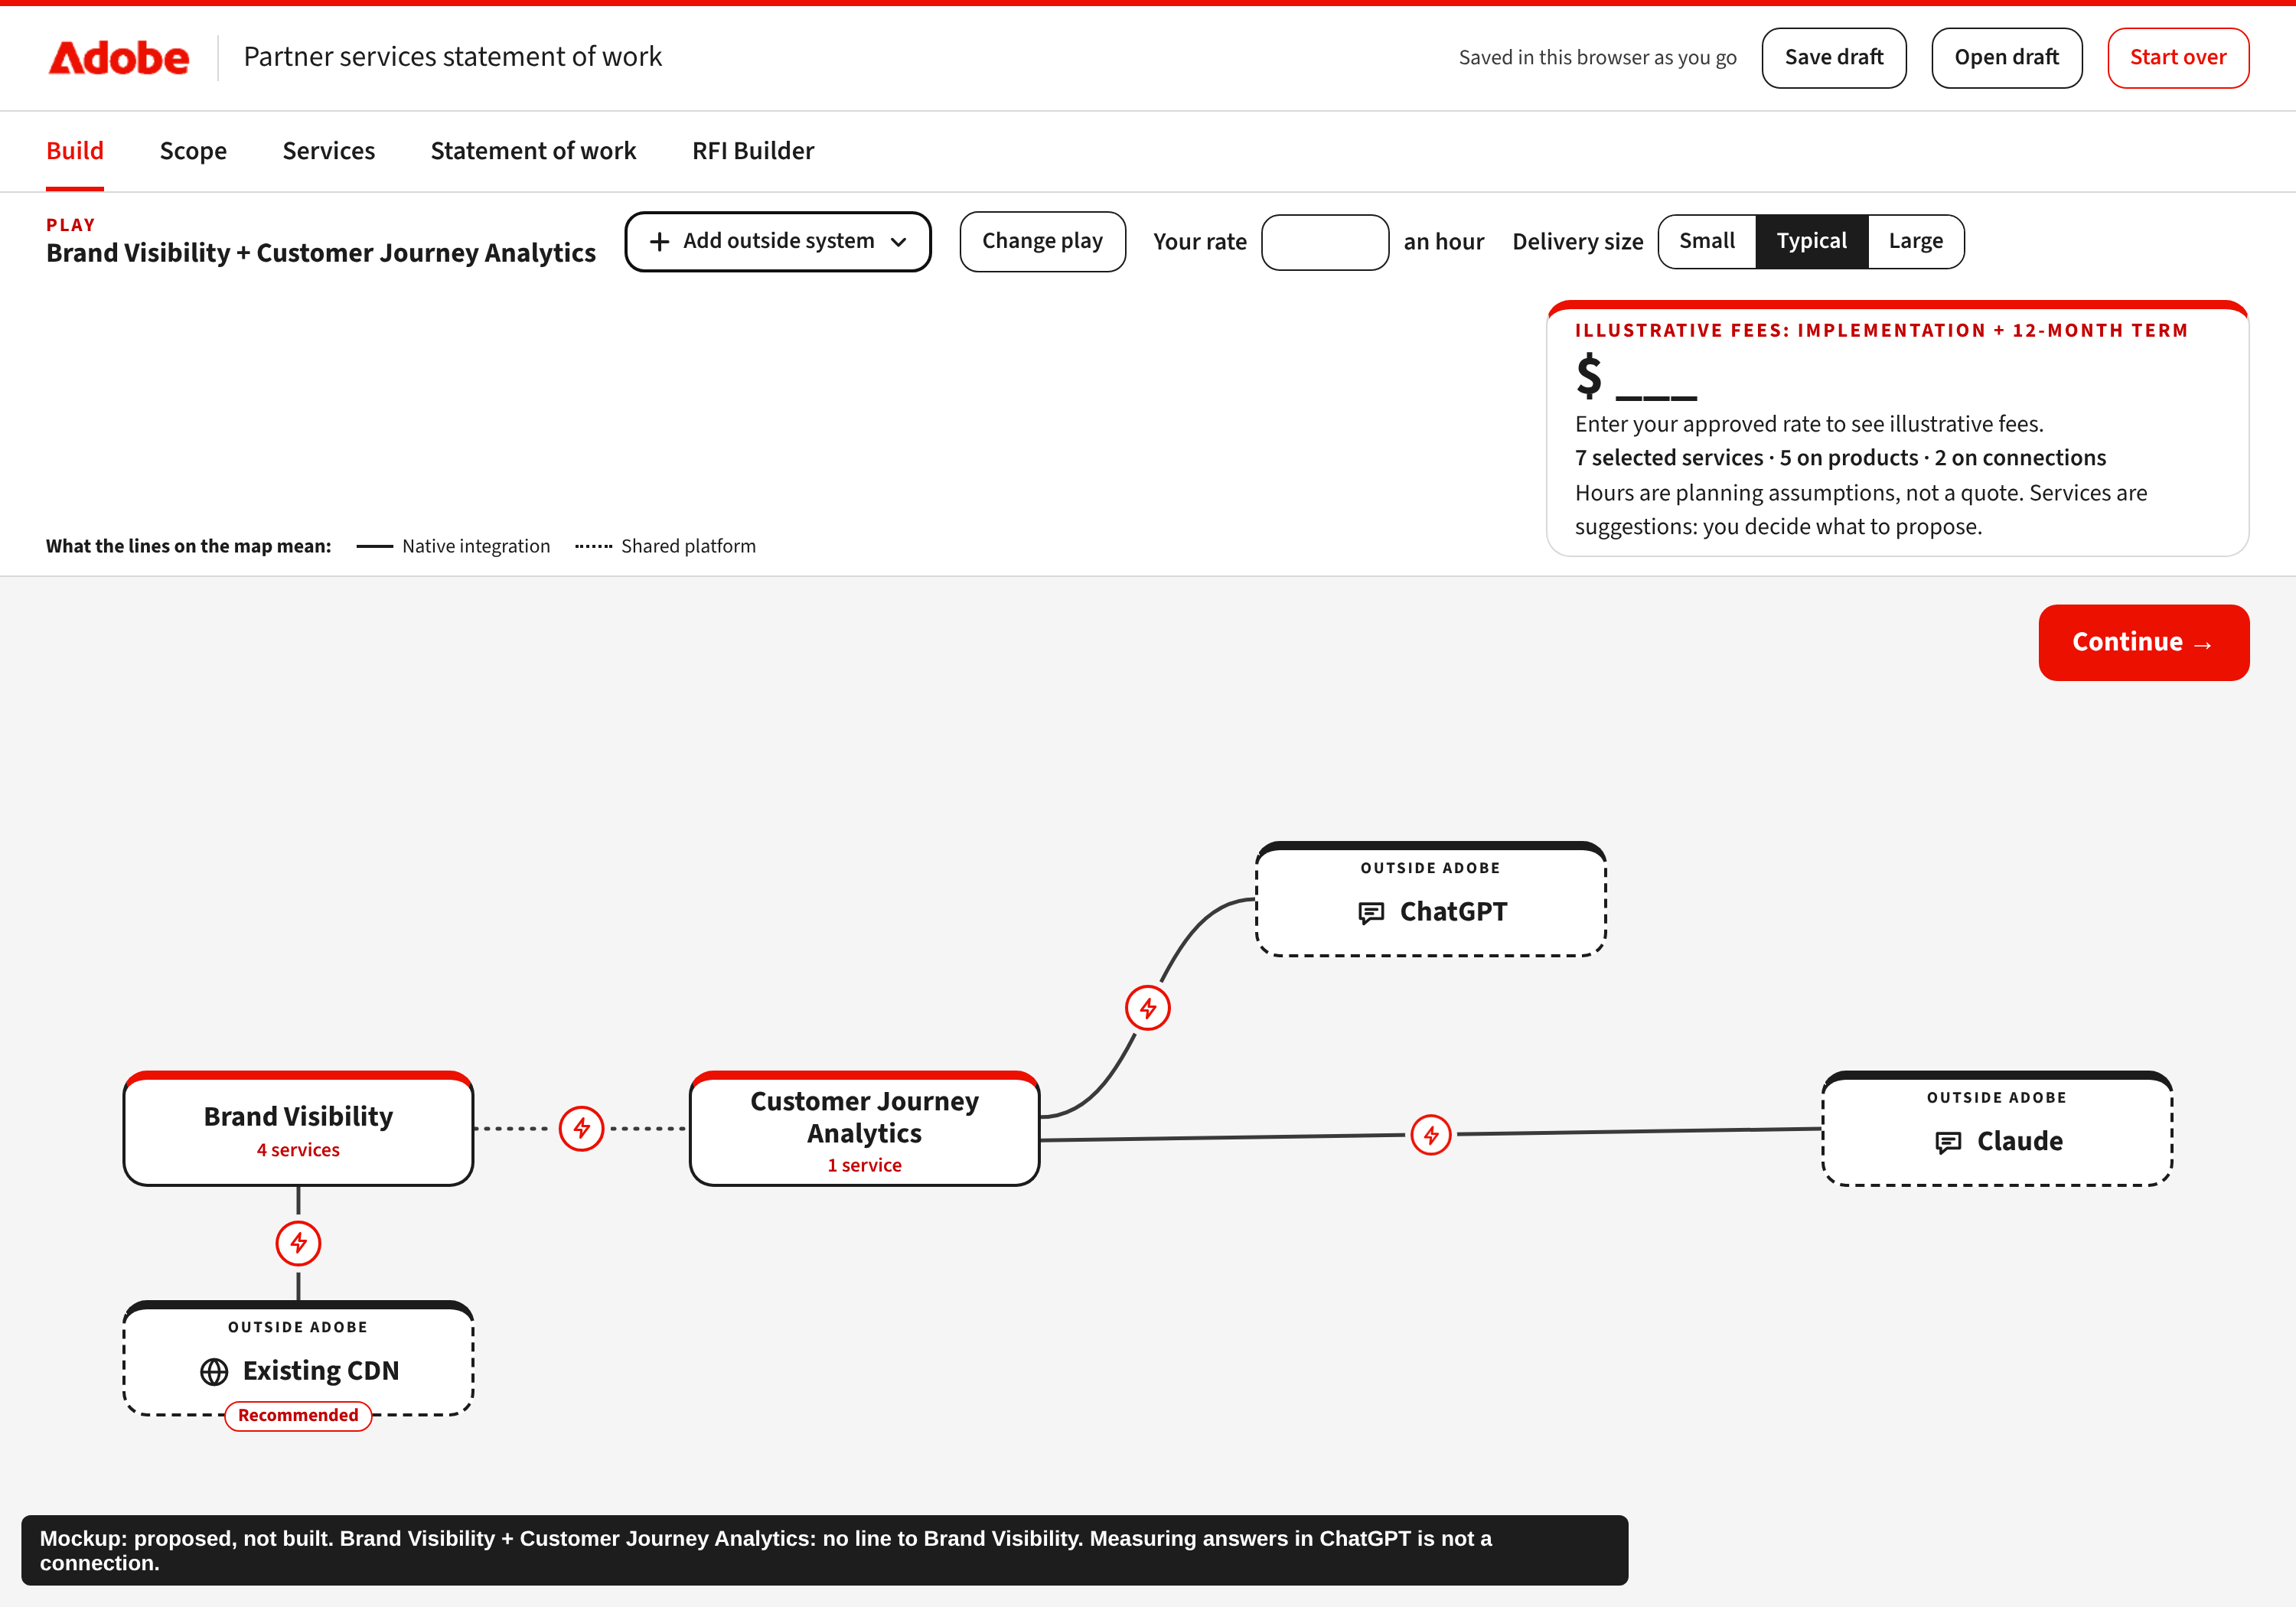 Adobe
Partner services statement of work
Saved in this browser as you go
Save draft
Open draft
Start over
Build
Scope
Services
Statement of work
RFI Builder
PLAY
Brand Visibility + Customer Journey Analytics
Add outside system
Change play
Your rate
an hour
Delivery size
Small
Typical
Large
ILLUSTRATIVE FEES: IMPLEMENTATION + 12-MONTH TERM
$ ___
Enter your approved rate to see illustrative fees.
7 selected services · 5 on products · 2 on connections
Hours are planning assumptions, not a quote. Services are
suggestions: you decide what to propose.
What the lines on the map mean:
Native integration
Shared platform
Continue →
OUTSIDE ADOBE
ChatGPT
Brand Visibility
4 services
Customer Journey
Analytics
1 service
OUTSIDE ADOBE
Claude
OUTSIDE ADOBE
Existing CDN
Recommended
Mockup: proposed, not built. Brand Visibility + Customer Journey Analytics: no line to Brand Visibility. Measuring answers in ChatGPT is not a
connection.